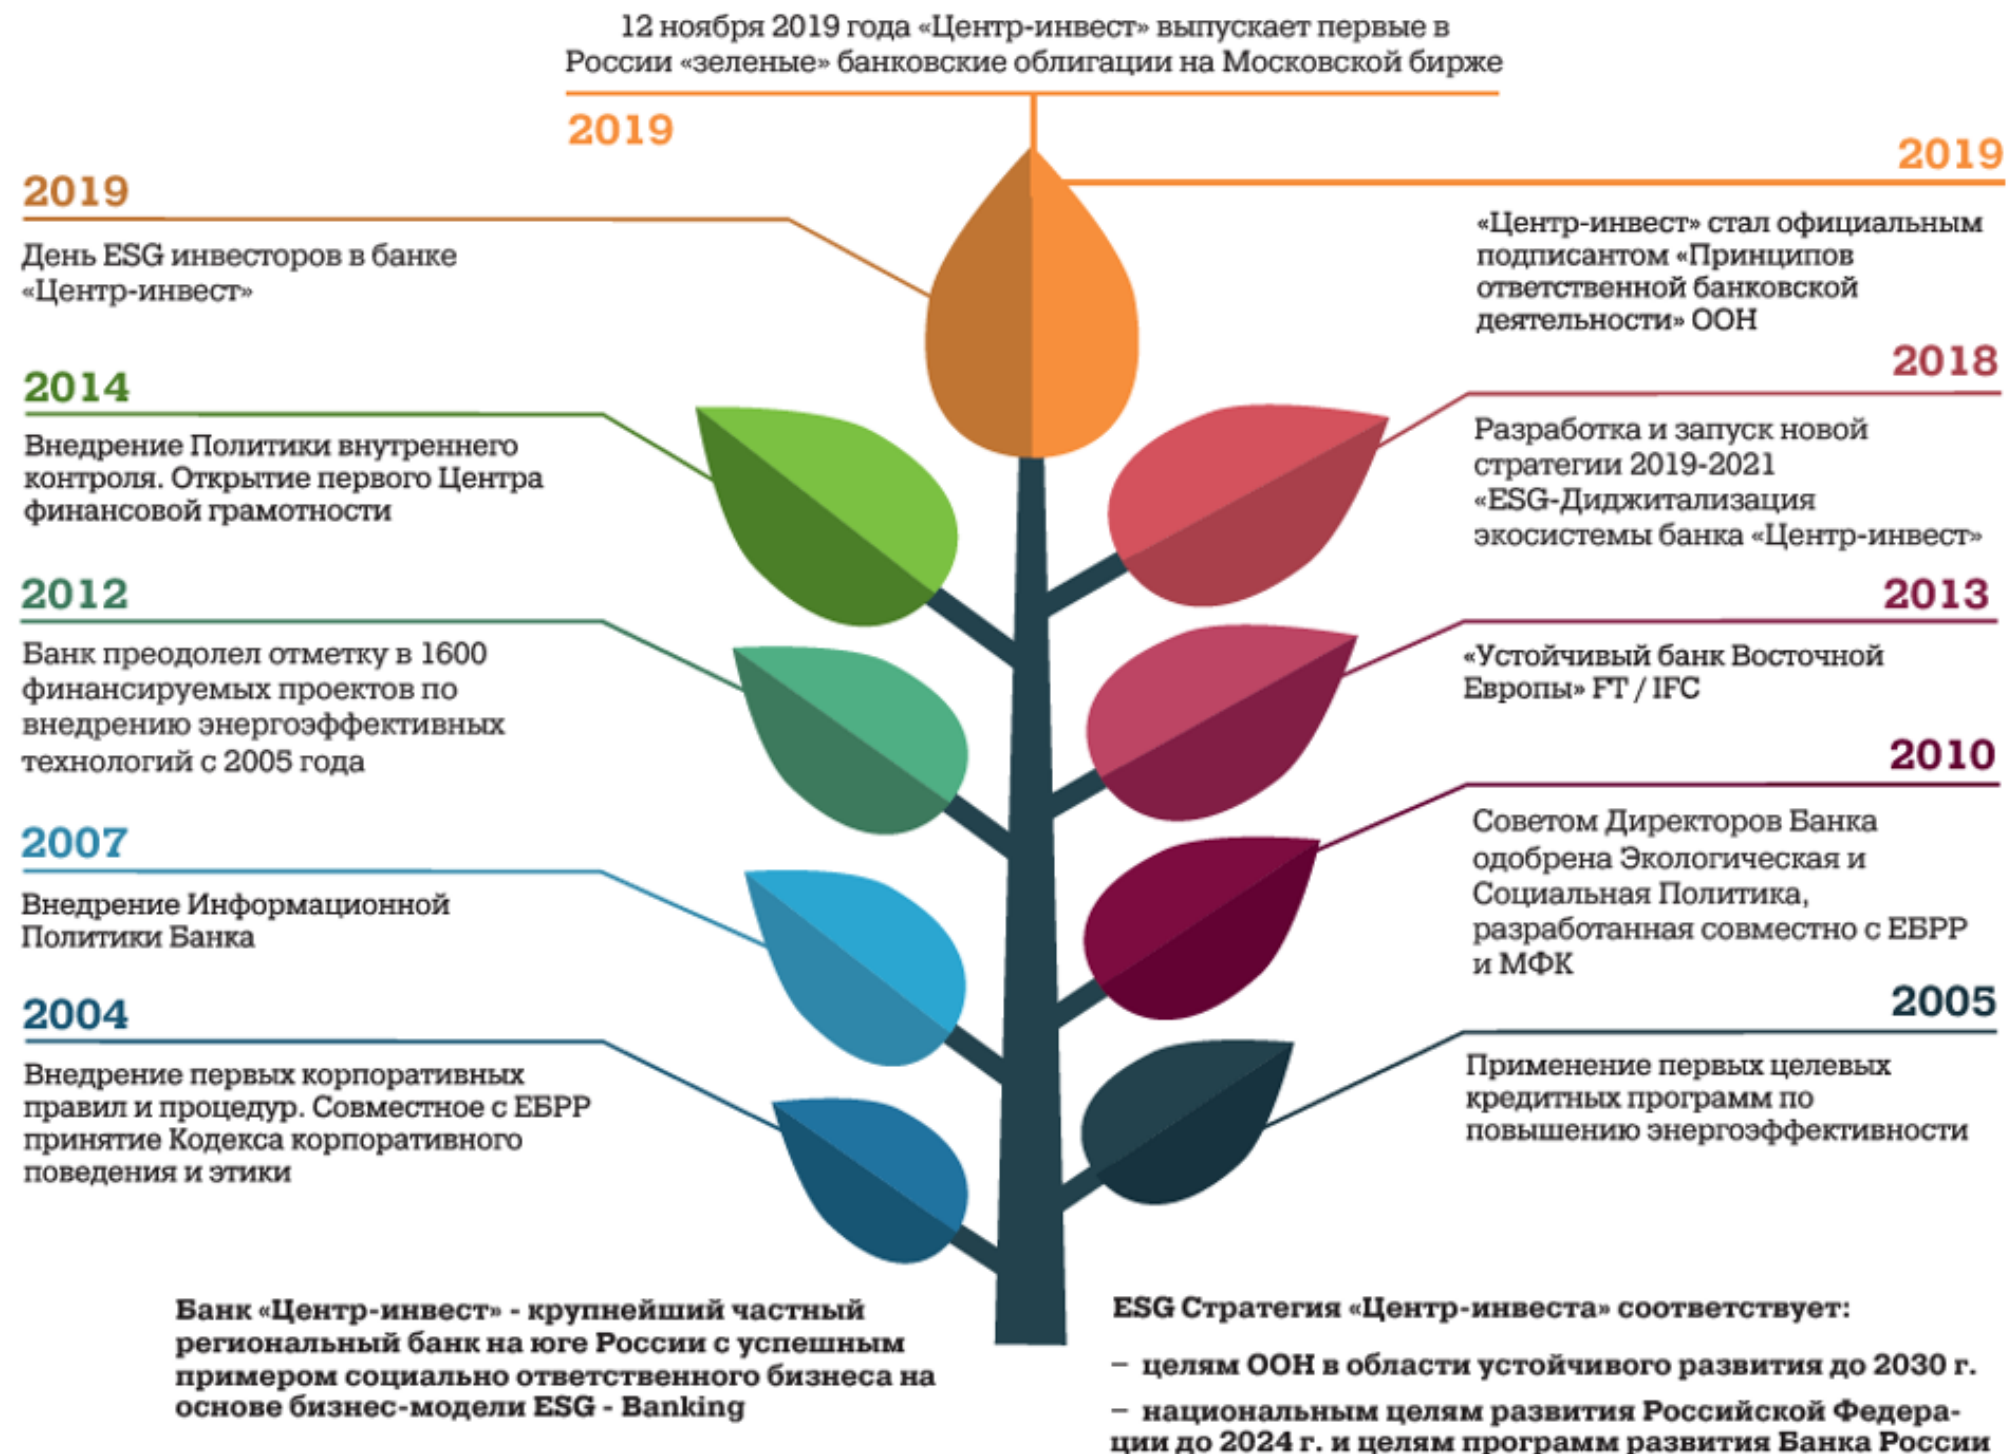 12 ноября 2019 года «Центр-инвест» выпускает первые в
России «зеленые» банковские облигации на Московской бирже
2019
2019
«Центр-инвест» стал официальным
подписантом «Принципов
ответственной банковской
деятельности» ООН
2019
День ESG инвесторов в банке
«Центр-инвест»
2018
Разработка и запуск новой
стратегии 2019-2021
«ESG-Диджитализация
экосистемы банка «Центр-инвест»
2014
Внедрение Политики внутреннего
контроля. Открытие первого Центра
финансовой грамотности
2013
«Устойчивый банк Восточной
Европы» FT / IFC
2012
Банк преодолел отметку в 1600
финансируемых проектов по
внедрению энергоэффективных
технологий с 2005 года
2010
Советом Директоров Банка
одобрена Экологическая и
Социальная Политика,
разработанная совместно с ЕБРР
и МФК
2007
Внедрение Информационной
Политики Банка
2005
Применение первых целевых
кредитных программ по
повышению энергоэффективности
2004
Внедрение первых корпоративных
правил и процедур. Совместное с ЕБРР
принятие Кодекса корпоративного
поведения и этики
Банк «Центр-инвест» - крупнейший частный
региональный банк на юге России с успешным
примером социально ответственного бизнеса на
основе бизнес-модели ESG - Banking
ESG Стратегия «Центр-инвеста» соответствует:
– целям ООН в области устойчивого развития до 2030 г.
– национальным целям развития Российской Федера-
ции до 2024 г. и целям программ развития Банка России